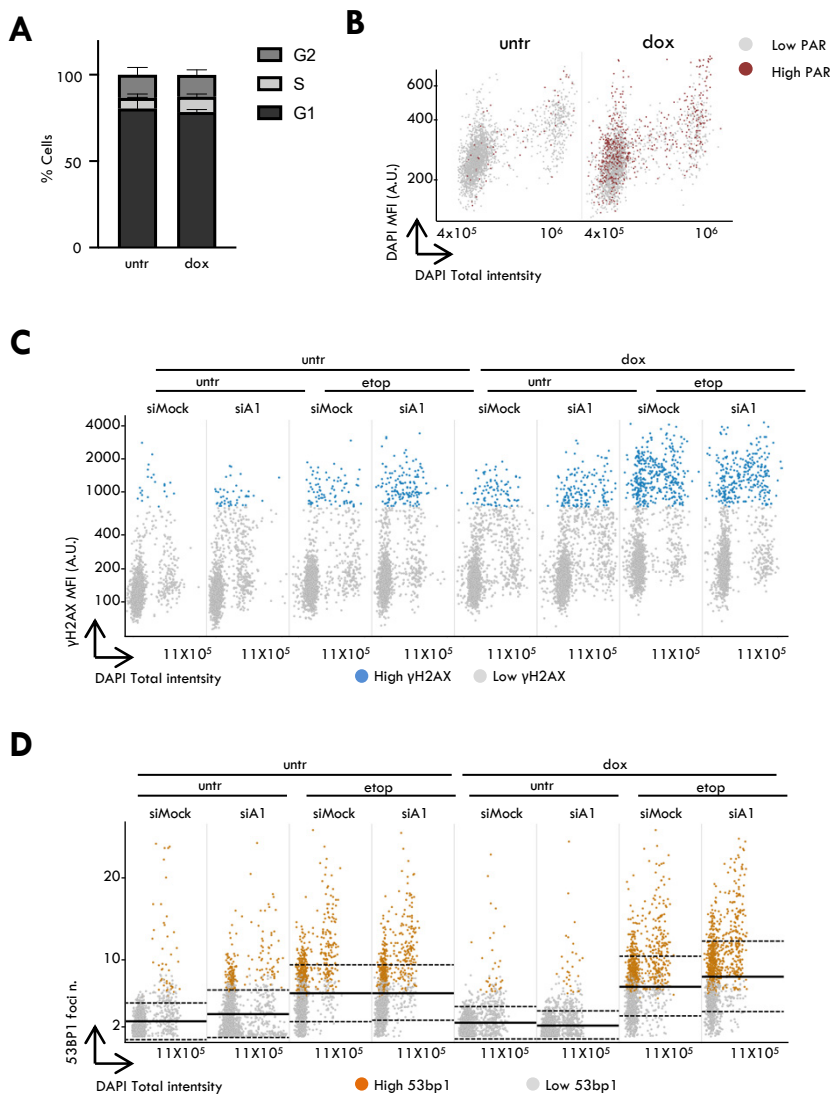 A
100
50
0
% Cells
untr
dox
G2
S
G1
B
untr
dox
Low PAR
High PAR
600
400
200
DAPI MFI (A.U.)
4x10⁵
10⁶
4x10⁵
10⁶
DAPI Total intentsity
C
untr
dox
untr
etop
untr
etop
siMock
siA1
siMock
siA1
siMock
siA1
siMock
siA1
4000
2000
1000
400
200
100
γH2AX MFI (A.U.)
11X10⁵
11X10⁵
11X10⁵
11X10⁵
11X10⁵
11X10⁵
11X10⁵
11X10⁵
DAPI Total intentsity
High γH2AX
Low γH2AX
D
untr
dox
untr
etop
untr
etop
siMock
siA1
siMock
siA1
siMock
siA1
siMock
siA1
20
10
2
53BP1 foci n.
11X10⁵
11X10⁵
11X10⁵
11X10⁵
11X10⁵
11X10⁵
11X10⁵
11X10⁵
DAPI Total intentsity
High 53bp1
Low 53bp1